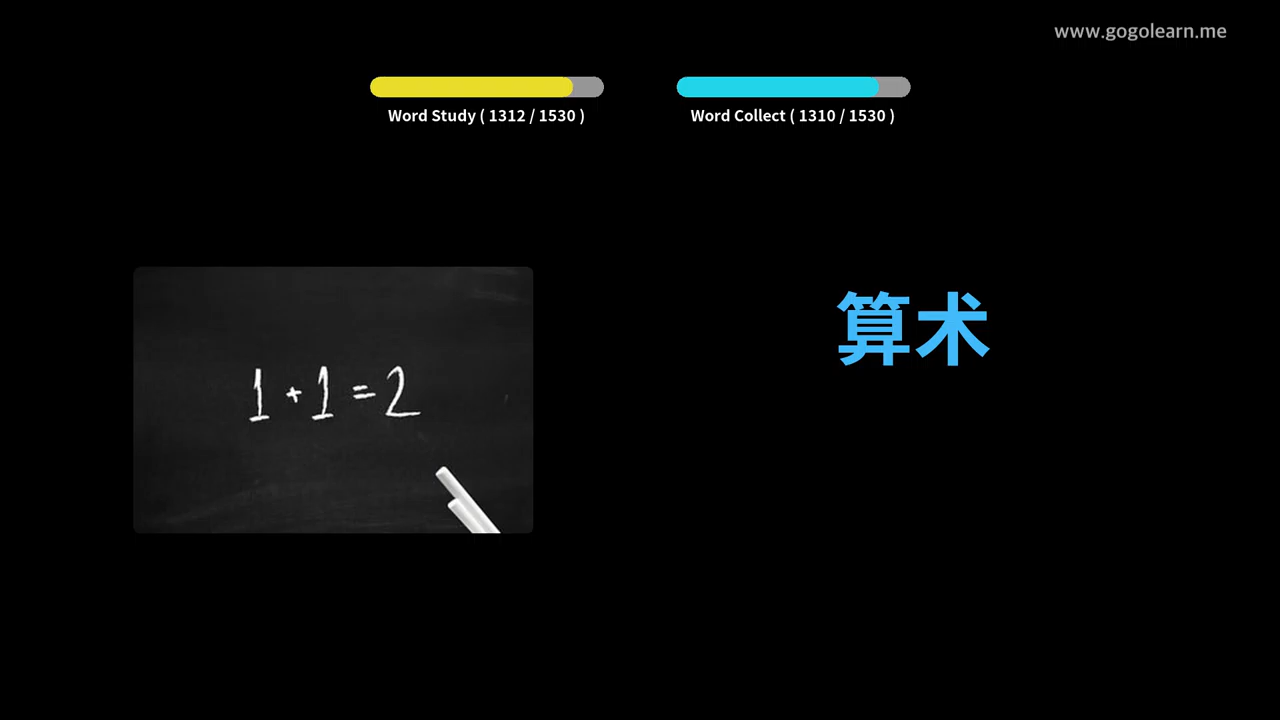 www.gogolearn.me
Word Study ( 1312 / 1530 )
Word Collect ( 1310 / 1530 )
算术
1 + 1 = 2